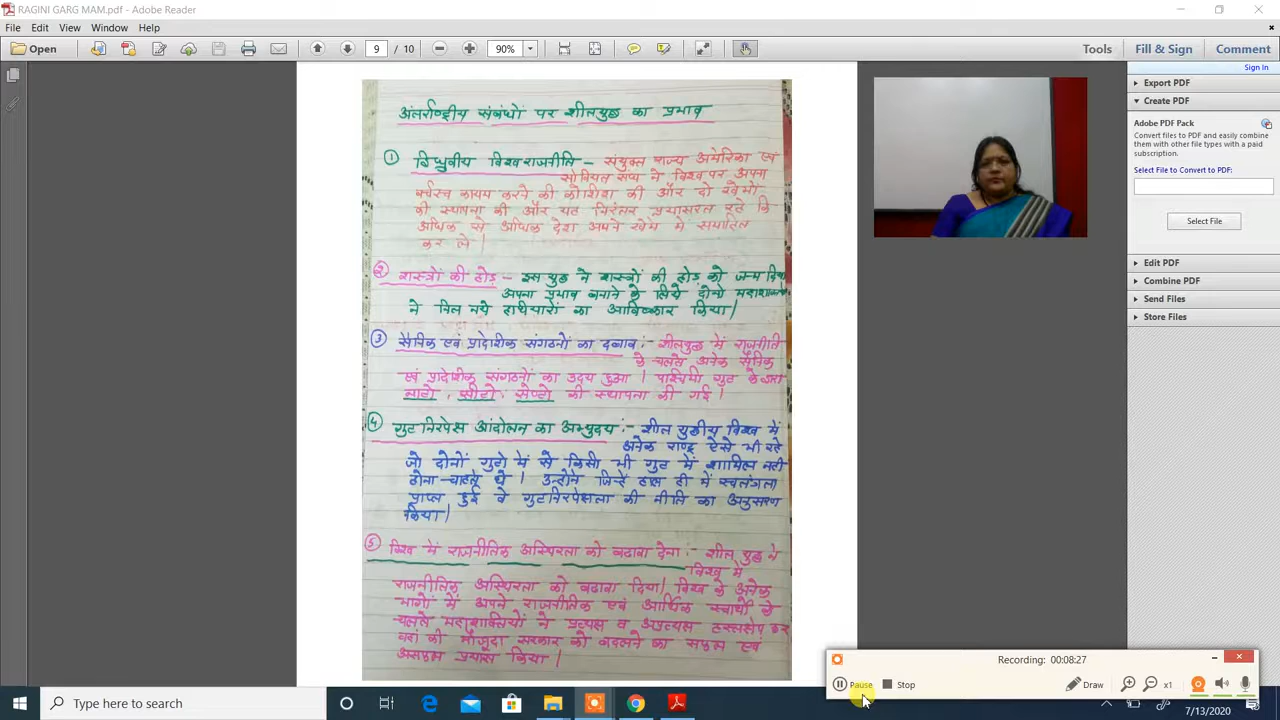 RAGINI GARG MAM.pdf - Adobe Reader
File Edit View Window Help
Open 9 / 10 90% Tools Fill & Sign Comment
Sign In
Export PDF
Create PDF
Adobe PDF Pack
Convert files to PDF and easily combine
them with other file types with a paid
subscription.
Select File to Convert to PDF:
Select File
Edit PDF
Combine PDF
Send Files
Store Files
अंतर्राष्ट्रीय संबंधों पर शीतयुद्ध का प्रभाव
① द्विध्रुवीय विश्व राजनीति - संयुक्त राज्य अमेरिका एवं
सोवियत संघ ने विश्व पर अपना
वर्चस्व कायम करने की कोशिश की और दो खेमों
की स्थापना की और यह निरंतर प्रयासरत रहे कि
अधिक से अधिक देश अपने खेमे में
कर ले।
② शस्त्रों की होड़ - इस युद्ध ने शस्त्रों की होड़ को जन्म दिया
अपना प्रभाव बनाने के लिये दोनों
ने नित नये हथियारों का आविष्कार किया।
③ सैनिक एवं प्रादेशिक संगठनों का दबाव :- शीतयुद्ध में राजनीति
के चलते अनेक सैनिक
एवं प्रादेशिक संगठनों का उदय हुआ। पश्चिमी गुट के द्वारा
नाटो, सीटो, सेण्टो की स्थापना की गई।
④ गुट निरपेक्ष आंदोलन का अभ्युदय :- शीत युद्धीय विश्व में
अनेक राष्ट्र ऐसे भी रहे
जो दोनों गुटो में से किसी भी गुट में शामिल नहीं
होना चाहते थे। उन्होंने जिन्हें हाल ही में स्वतंत्रता
प्राप्त हुई वे गुटनिरपेक्षता की नीति का अनुसरण
किया।
⑤ विश्व में राजनीतिक अस्थिरता को बढावा देना :- शीत युद्ध ने
विश्व में
राजनीतिक अस्थिरता को बढावा दिया। विश्व के अनेक
भागों में अपने राजनीतिक एवं आर्थिक स्वार्थों के
चलते महाशक्तियों ने प्रत्यक्ष व अप्रत्यक्ष हस्तक्षेप कर
वहां की मौजूदा सरकार को बदलने का सफल एवं
असफल प्रयास किया।
Recording: 00:08:27
Pause Stop Draw x1
Type here to search
7/13/2020